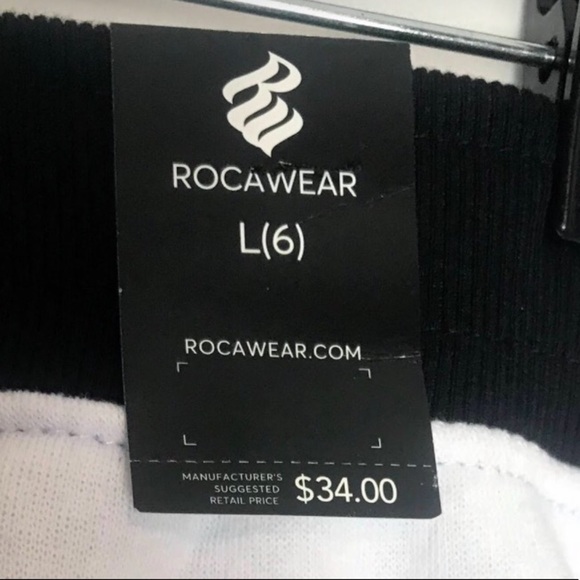 ROCAWEAR
L(6)
ROCAWEAR.COM
MANUFACTURER'S
SUGGESTED
RETAIL PRICE
$34.00